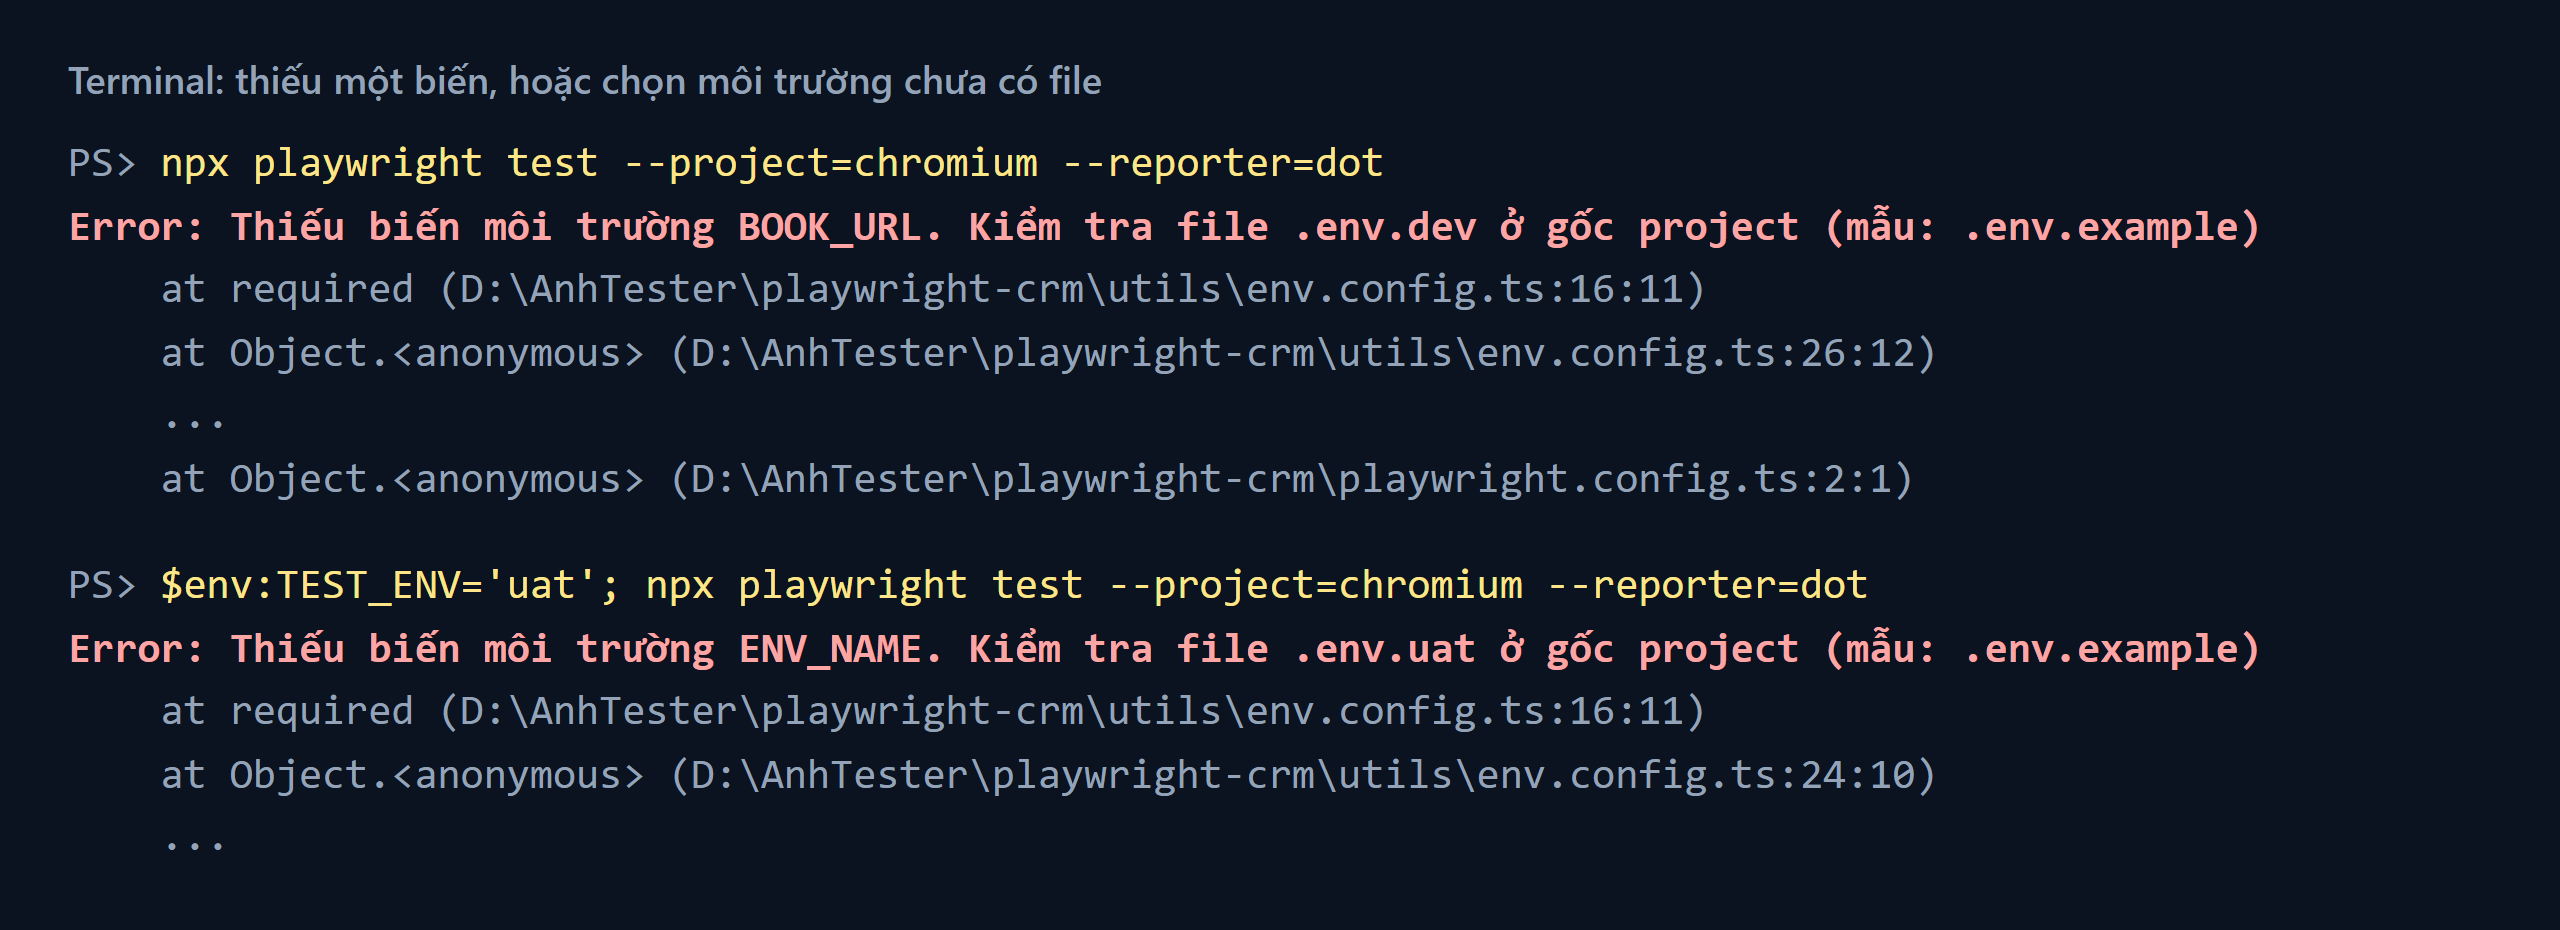 Terminal: thiếu một biến, hoặc chọn môi trường chưa có file
PS> npx playwright test --project=chromium --reporter=dot
Error: Thiếu biến môi trường BOOK_URL. Kiểm tra file .env.dev ở gốc project (mẫu: .env.example)
    at required (D:\AnhTester\playwright-crm\utils\env.config.ts:16:11)
    at Object.<anonymous> (D:\AnhTester\playwright-crm\utils\env.config.ts:26:12)
    ...
    at Object.<anonymous> (D:\AnhTester\playwright-crm\playwright.config.ts:2:1)
PS> $env:TEST_ENV='uat'; npx playwright test --project=chromium --reporter=dot
Error: Thiếu biến môi trường ENV_NAME. Kiểm tra file .env.uat ở gốc project (mẫu: .env.example)
    at required (D:\AnhTester\playwright-crm\utils\env.config.ts:16:11)
    at Object.<anonymous> (D:\AnhTester\playwright-crm\utils\env.config.ts:24:10)
    ...